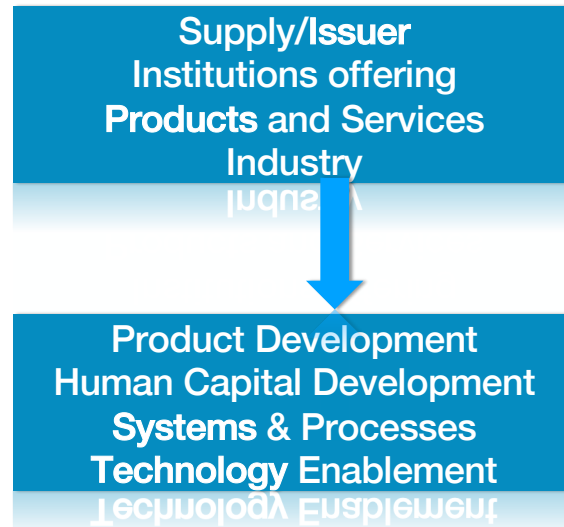 Supply/Issuer
Institutions offering
Products and Services
Industry
Product Development
Human Capital Development
Systems & Processes
Technology Enablement